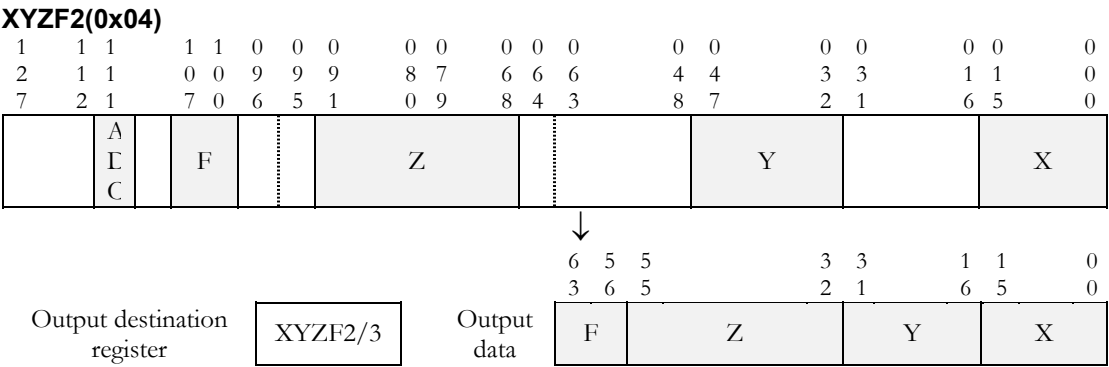 XYZF2(0x04)
1 1 1 1 1 0 0 0 0 0 0 0 0 0 0 0 0 0 0 0
2 1 1 0 0 9 9 9 8 7 6 6 6 4 4 3 3 1 1 0
7 2 1 7 0 6 5 1 0 9 8 4 3 8 7 2 1 6 5 0
A
D F Z Y X
C
↓
6 5 5 3 3 1 1 0
3 6 5 2 1 6 5 0
Output destination
register
XYZF2/3
Output
data
F Z Y X